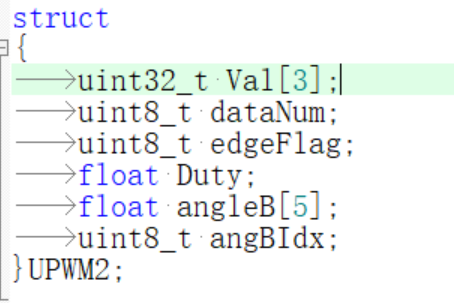 struct
{
	uint32_t Val[3];
	uint8_t dataNum;
	uint8_t edgeFlag;
	float Duty;
	float angleB[5];
	uint8_t angBIdx;
}UPWM2;